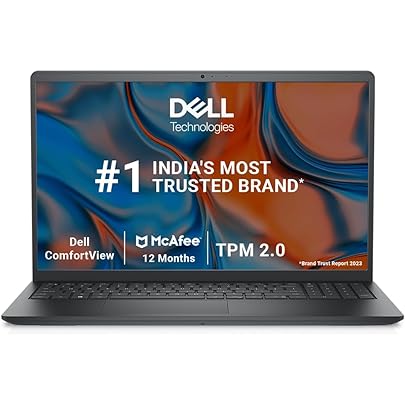 DELL
Technologies
#1 INDIA'S MOST
TRUSTED BRAND*
Dell
ComfortView
McAfee
12 Months
TPM 2.0
*Brand Trust Report 2023